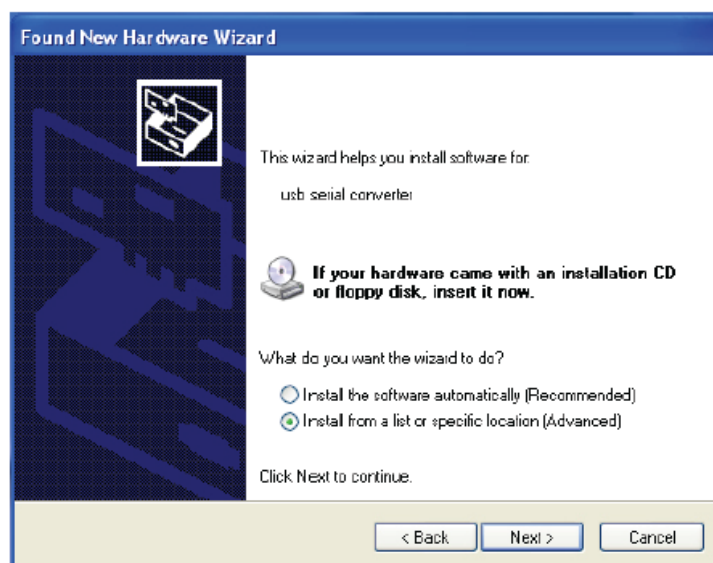 Found New Hardware Wizard
This wizard helps you install software for:
usb serial converter
If your hardware came with an installation CD
or floppy disk, insert it now.
What do you want the wizard to do?
Install the software automatically (Recommended)
Install from a list or specific location (Advanced)
Click Next to continue.
< Back Next > Cancel